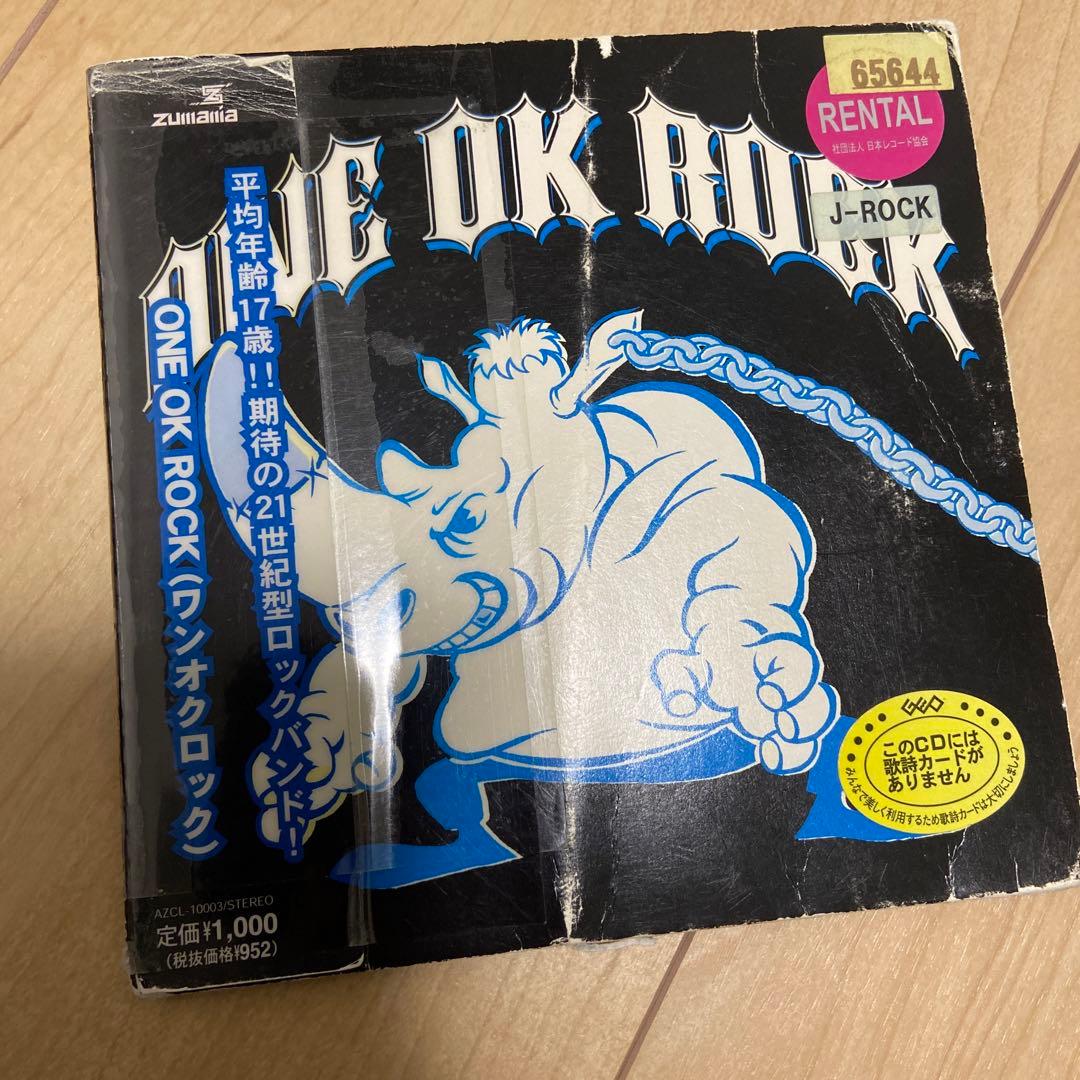 zumania
ONE OK ROCK
65644
RENTAL
社団法人 日本レコード協会
J-ROCK
平均年齢17歳!!期待の21世紀型ロックバンド!
ONE OK ROCK(ワンオクロック)
GEO
このCDには
歌詩カードが
ありません
みんなで美しく利用するため歌詩カードは大切にしましょう
AZCL-10003/STEREO
定価¥1,000
(税抜価格¥952)